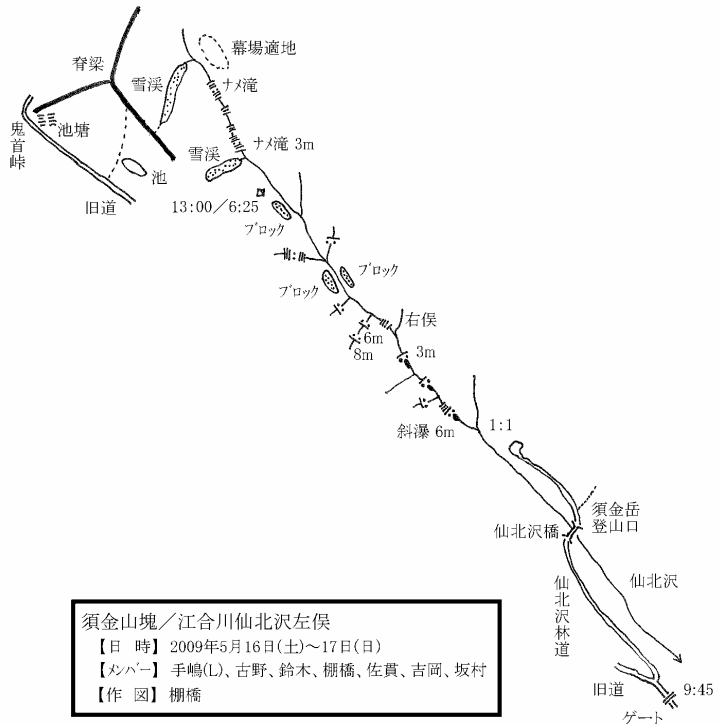 幕場適地
脊梁
雪渓
ナメ滝
鬼首峠
池塘
ナメ滝 3m
雪渓
池
旧道
13:00／6:25
ブロック
ブロック
ブロック
右俣
6m
8m
3m
斜瀑 6m
1:1
須金岳
登山口
仙北沢橋
仙北沢
仙北沢林道
旧道
9:45
ゲート
須金山塊／江合川仙北沢左俣
【日　時】 2009年5月16日(土)～17日(日)
【メンバー】 手嶋(L)、古野、鈴木、棚橋、佐貫、吉岡、坂村
【作　図】 棚橋